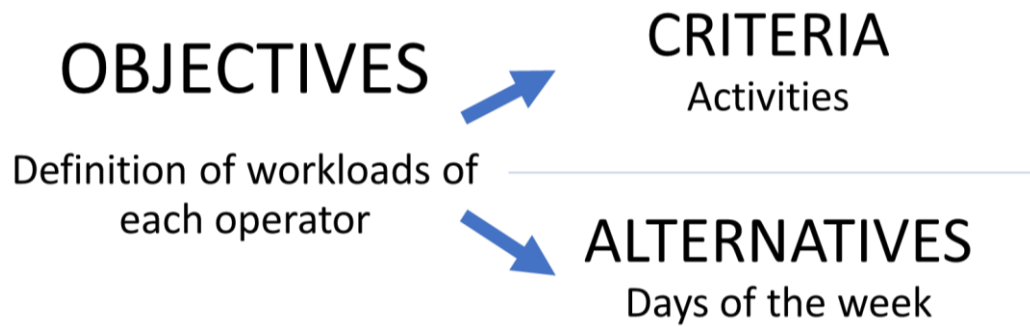 OBJECTIVES
Definition of workloads of
each operator
CRITERIA
Activities
ALTERNATIVES
Days of the week